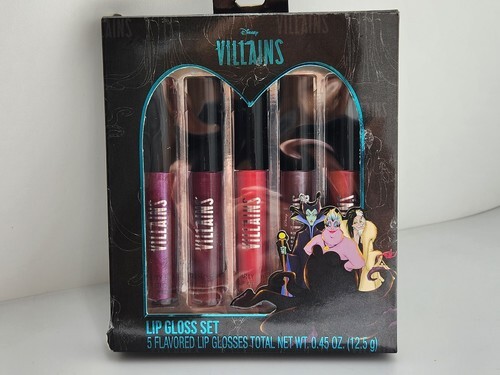 Disney
VILLAINS
VILLAINS
VILLAINS
VILLAINS
VILLAINS
LIP GLOSS SET
5 FLAVORED LIP GLOSSES TOTAL NET WT. 0.45 OZ. (12.5 g)